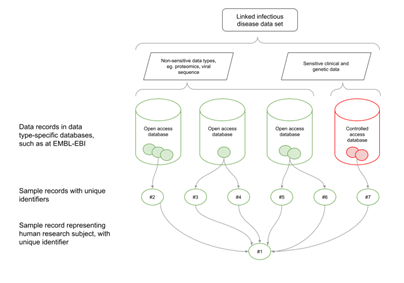 Linked infectious
disease data set
Non-sensitive data types,
eg. proteomics, viral
sequence
Sensitive clinical and
genetic data
Data records in data
type-specific databases,
such as at EMBL-EBI
Open access
database
Open access
database
Open access
database
Controlled
access
database
Sample records with unique
identifiers
#2
#3
#4
#5
#6
#7
Sample record representing
human research subject, with
unique identifier
#1